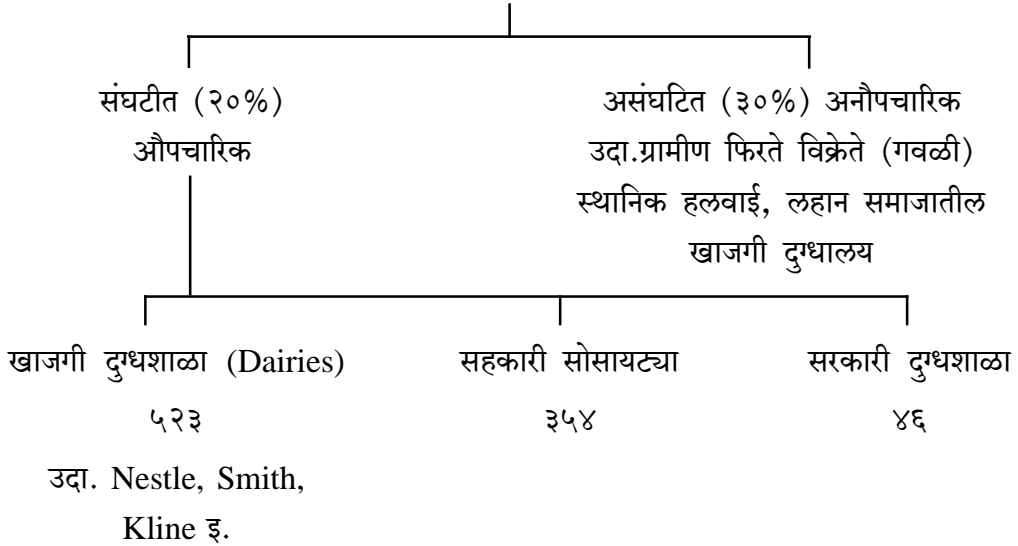 संघटीत (२०%)
औपचारिक
असंघटित (३०%) अनौपचारिक
उदा.ग्रामीण फिरते विक्रेते (गवळी)
स्थानिक हलवाई, लहान समाजातील
खाजगी दुग्धालय
खाजगी दुग्धशाळा (Dairies)
५२३
उदा. Nestle, Smith,
Kline इ.
सहकारी सोसायट्या
३५४
सरकारी दुग्धशाळा
४६